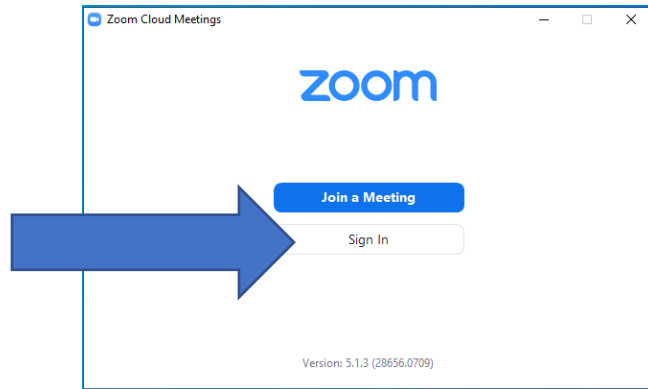 Zoom Cloud Meetings
zoom
Join a Meeting
Sign In
Version: 5.1.3 (28656.0709)